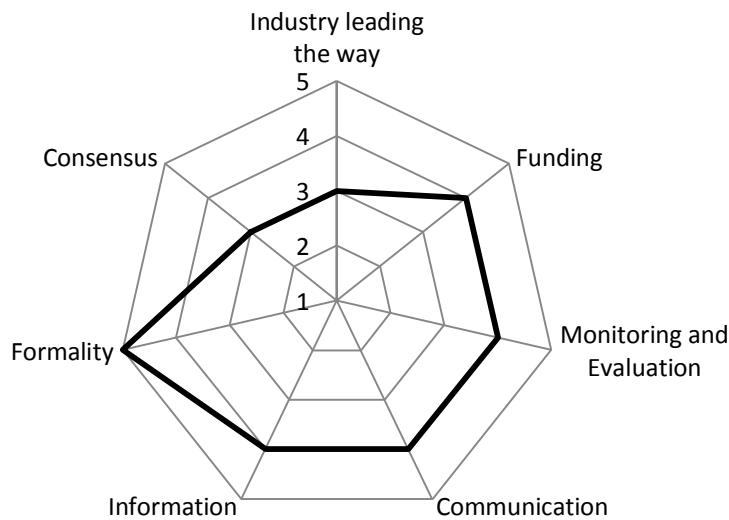 Industry leading
the way
5
4
3
2
1
Funding
Monitoring and
Evaluation
Communication
Information
Formality
Consensus